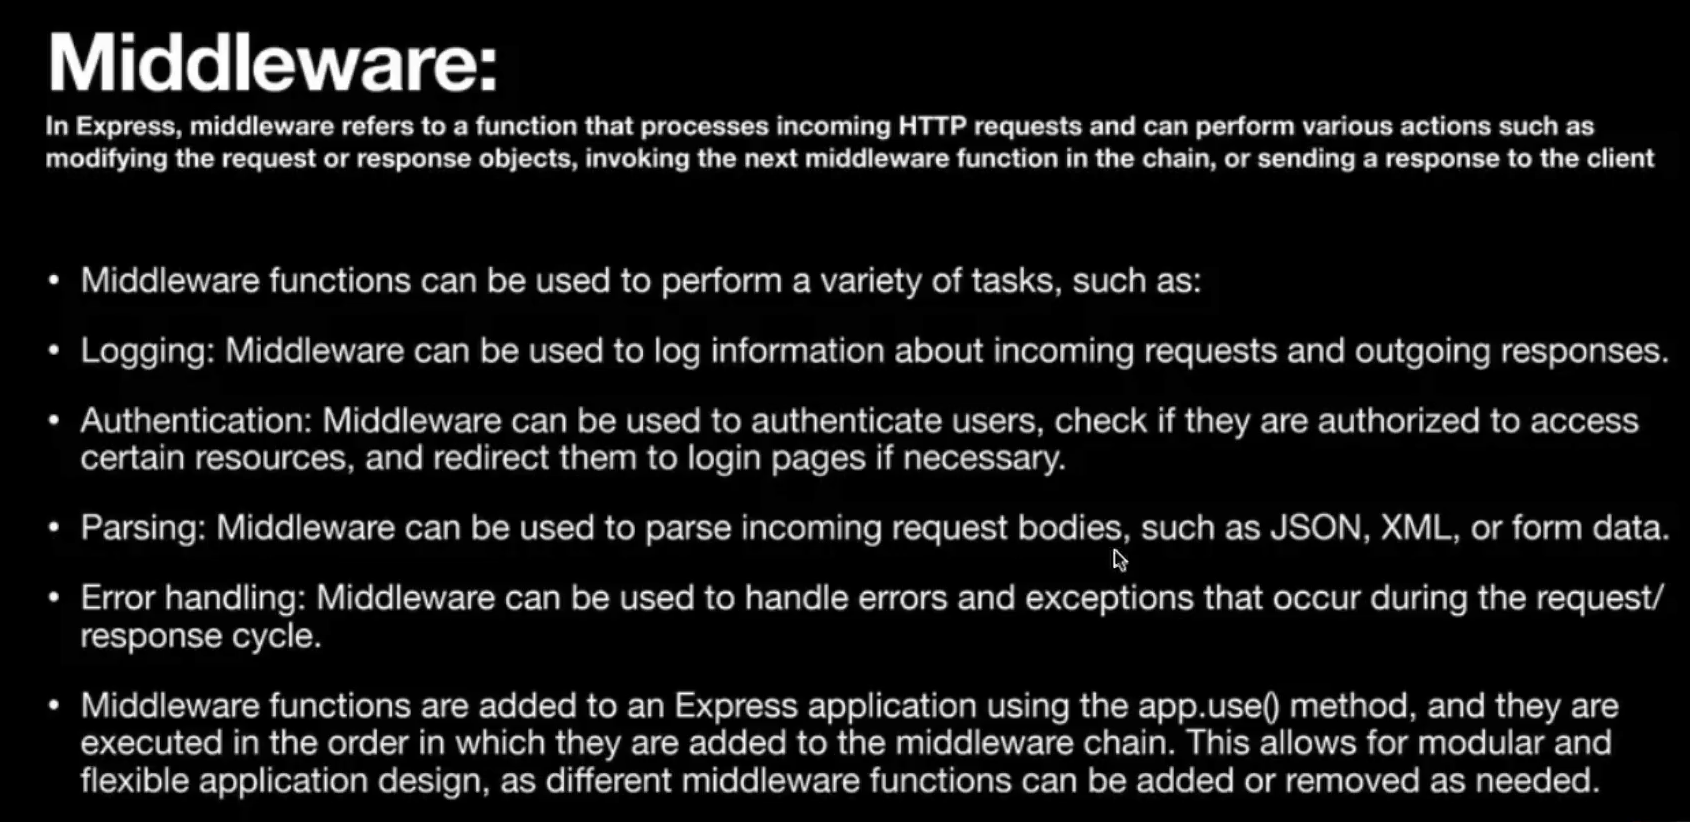 Middleware:
In Express, middleware refers to a function that processes incoming HTTP requests and can perform various actions such as
modifying the request or response objects, invoking the next middleware function in the chain, or sending a response to the client
• Middleware functions can be used to perform a variety of tasks, such as:
• Logging: Middleware can be used to log information about incoming requests and outgoing responses.
• Authentication: Middleware can be used to authenticate users, check if they are authorized to access
certain resources, and redirect them to login pages if necessary.
• Parsing: Middleware can be used to parse incoming request bodies, such as JSON, XML, or form data.
• Error handling: Middleware can be used to handle errors and exceptions that occur during the request/
response cycle.
• Middleware functions are added to an Express application using the app.use() method, and they are
executed in the order in which they are added to the middleware chain. This allows for modular and
flexible application design, as different middleware functions can be added or removed as needed.